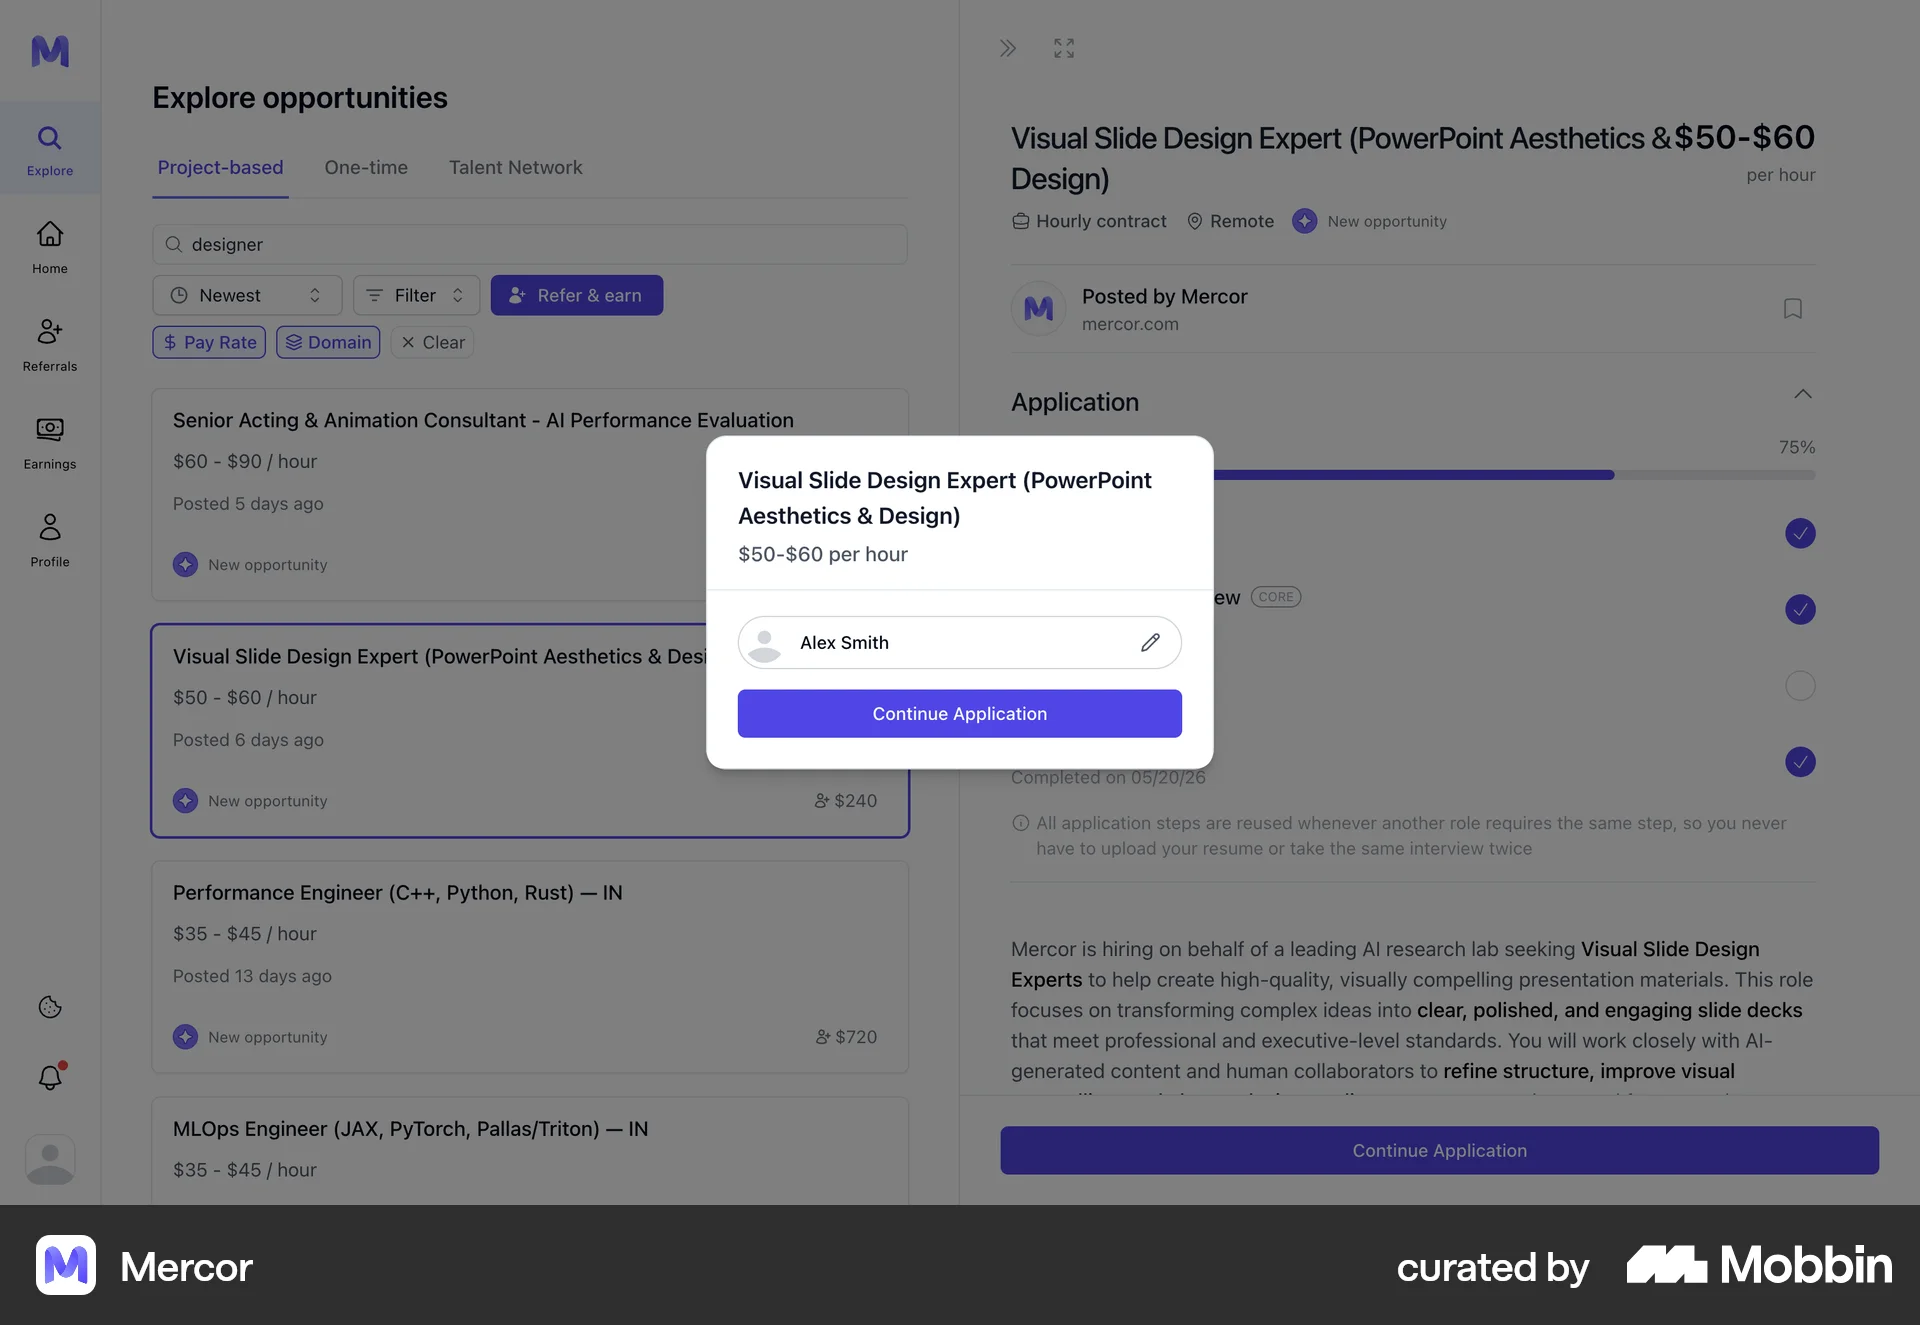 Explore
Home
Referrals
Earnings
Profile
Explore opportunities
Project-based
One-time
Talent Network
designer
Newest
Filter
Refer & earn
Pay Rate
Domain
Clear
Senior Acting & Animation Consultant - AI Performance Evaluation
$60 - $90 / hour
Posted 5 days ago
New opportunity
Visual Slide Design Expert (PowerPoint Aesthetics & Desi
$50 - $60 / hour
Posted 6 days ago
New opportunity
$240
Performance Engineer (C++, Python, Rust) — IN
$35 - $45 / hour
Posted 13 days ago
New opportunity
$720
MLOps Engineer (JAX, PyTorch, Pallas/Triton) — IN
$35 - $45 / hour
Visual Slide Design Expert (PowerPoint
Aesthetics & Design)
$50-$60 per hour
Alex Smith
Continue Application
Visual Slide Design Expert (PowerPoint Aesthetics &
Design)
$50-$60
per hour
Hourly contract
Remote
New opportunity
Posted by Mercor
mercor.com
Application
75%
ew
CORE
Completed on 05/20/26
All application steps are reused whenever another role requires the same step, so you never
have to upload your resume or take the same interview twice
Mercor is hiring on behalf of a leading AI research lab seeking Visual Slide Design
Experts to help create high-quality, visually compelling presentation materials. This role
focuses on transforming complex ideas into clear, polished, and engaging slide decks
that meet professional and executive-level standards. You will work closely with AI-
generated content and human collaborators to refine structure, improve visual
Continue Application
Mercor
curated by
Mobbin